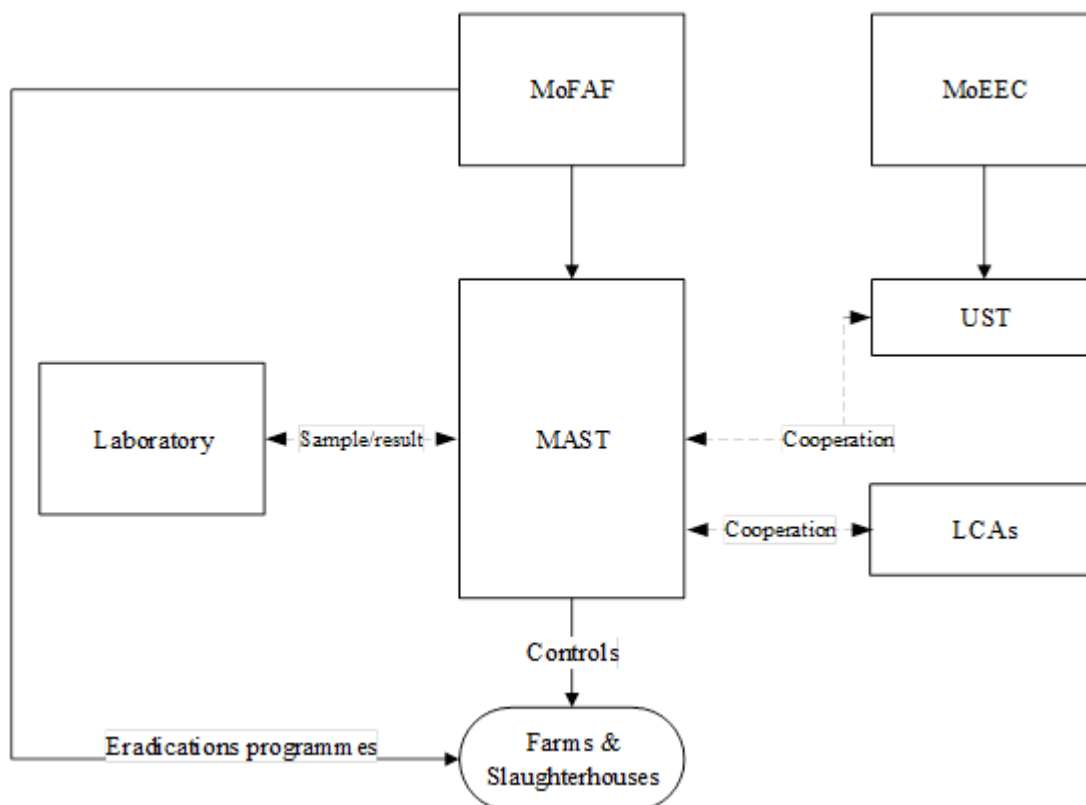 MoFAF
MoEEC
UST
Laboratory
Sample/result
MAST
Cooperation
Cooperation
LCAs
Controls
Eradications programmes
Farms &
Slaughterhouses